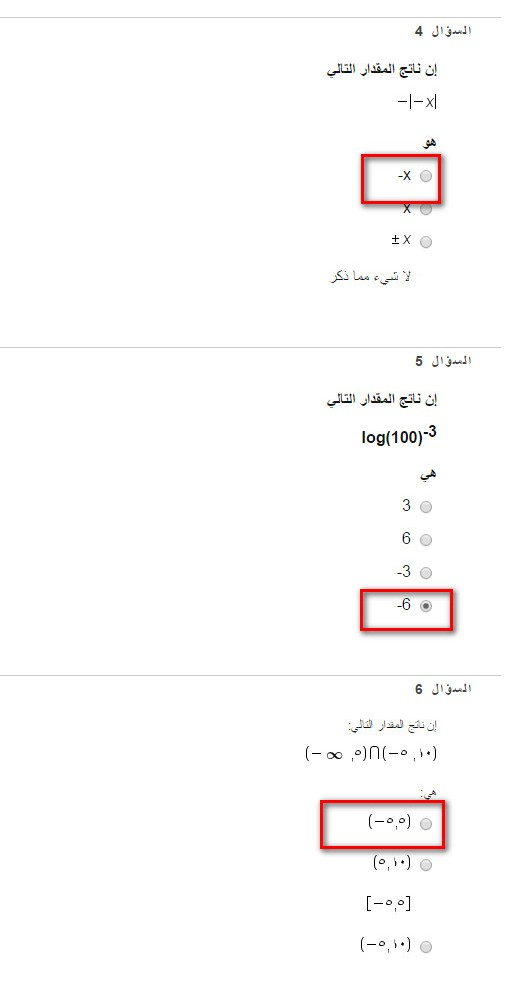 السؤال 4
إن ناتج المقدار التالي
−|−x|
هو
-x
x
± x
لا شيء مما ذكر
السؤال 5
إن ناتج المقدار التالي
log(100)-3
هي
3
6
-3
-6
السؤال 6
إن ناتج المقدار التالي:
(− ∞ ,٥)⋂(−٥,١٠)
هي:
(−٥,٥)
(٥,١٠)
[−٥,٥]
(−٥,١٠)